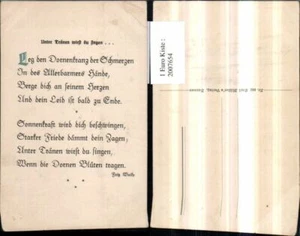 Unter Tränen wirst du singen . . .
Leg den Dornenkranz der Schmerzen
In des Allerbarmers Hände,
Berge dich an seinem Herzen
Und dein Leid ist bald zu Ende.
Sonnenkraft wird dich beschwingen,
Starker Friede dämmt dein Zagen;
Unter Tränen wirst du singen,
Wenn die Dornen Blüten tragen.
Fritz Woike
1 Euro Kiste :
2007654